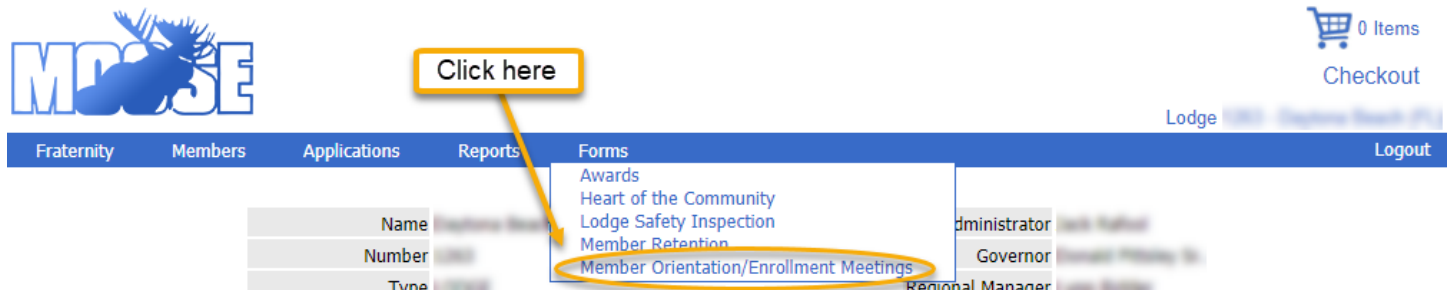 MOOSE
0 Items
Click here
Checkout
Lodge
Fraternity Members Applications Reports Forms Logout
Awards
Heart of the Community
Name Lodge Safety Inspection dministrator
Member Retention
Number Governor
Member Orientation/Enrollment Meetings
Type Regional Manager